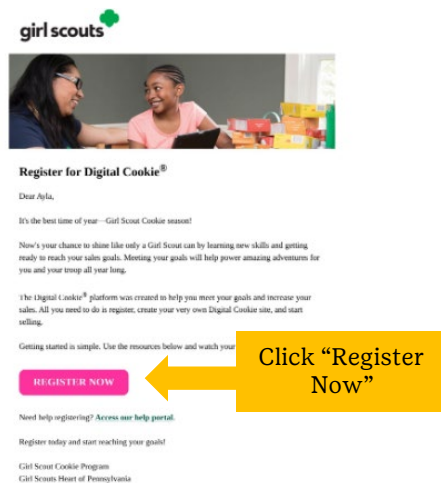 girl scouts
Register for Digital Cookie®
Dear Ayla,
It's the best time of year—Girl Scout Cookie season!
Now's your chance to shine like only a Girl Scout can by learning new skills and getting
ready to reach your sales goals. Meeting your goals will help power amazing adventures for
you and your troop all year long.
The Digital Cookie® platform was created to help you meet your goals and increase your
sales. All you need to do is register, create your very own Digital Cookie site, and start
selling.
Getting started is simple. Use the resources below and watch your
Click “Register
Now”
REGISTER NOW
Need help registering? Access our help portal.
Register today and start reaching your goals!
Girl Scout Cookie Program
Girl Scouts Heart of Pennsylvania